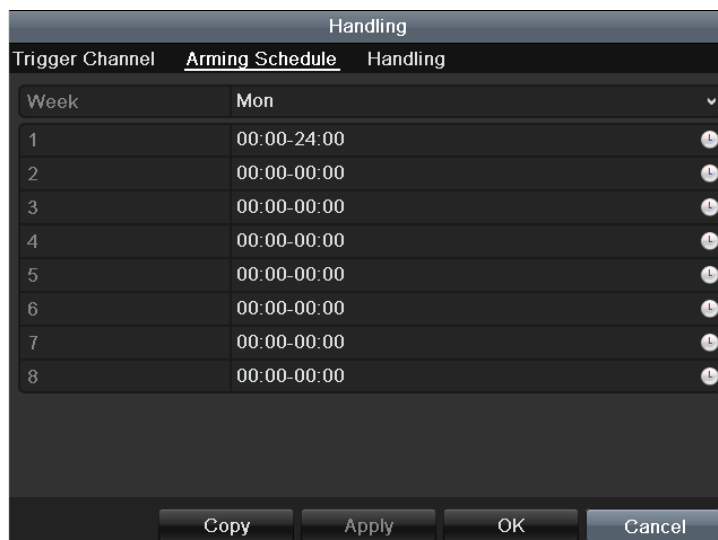 Handling
Trigger Channel Arming Schedule Handling
Week Mon
1 00:00-24:00
2 00:00-00:00
3 00:00-00:00
4 00:00-00:00
5 00:00-00:00
6 00:00-00:00
7 00:00-00:00
8 00:00-00:00
Copy Apply OK Cancel